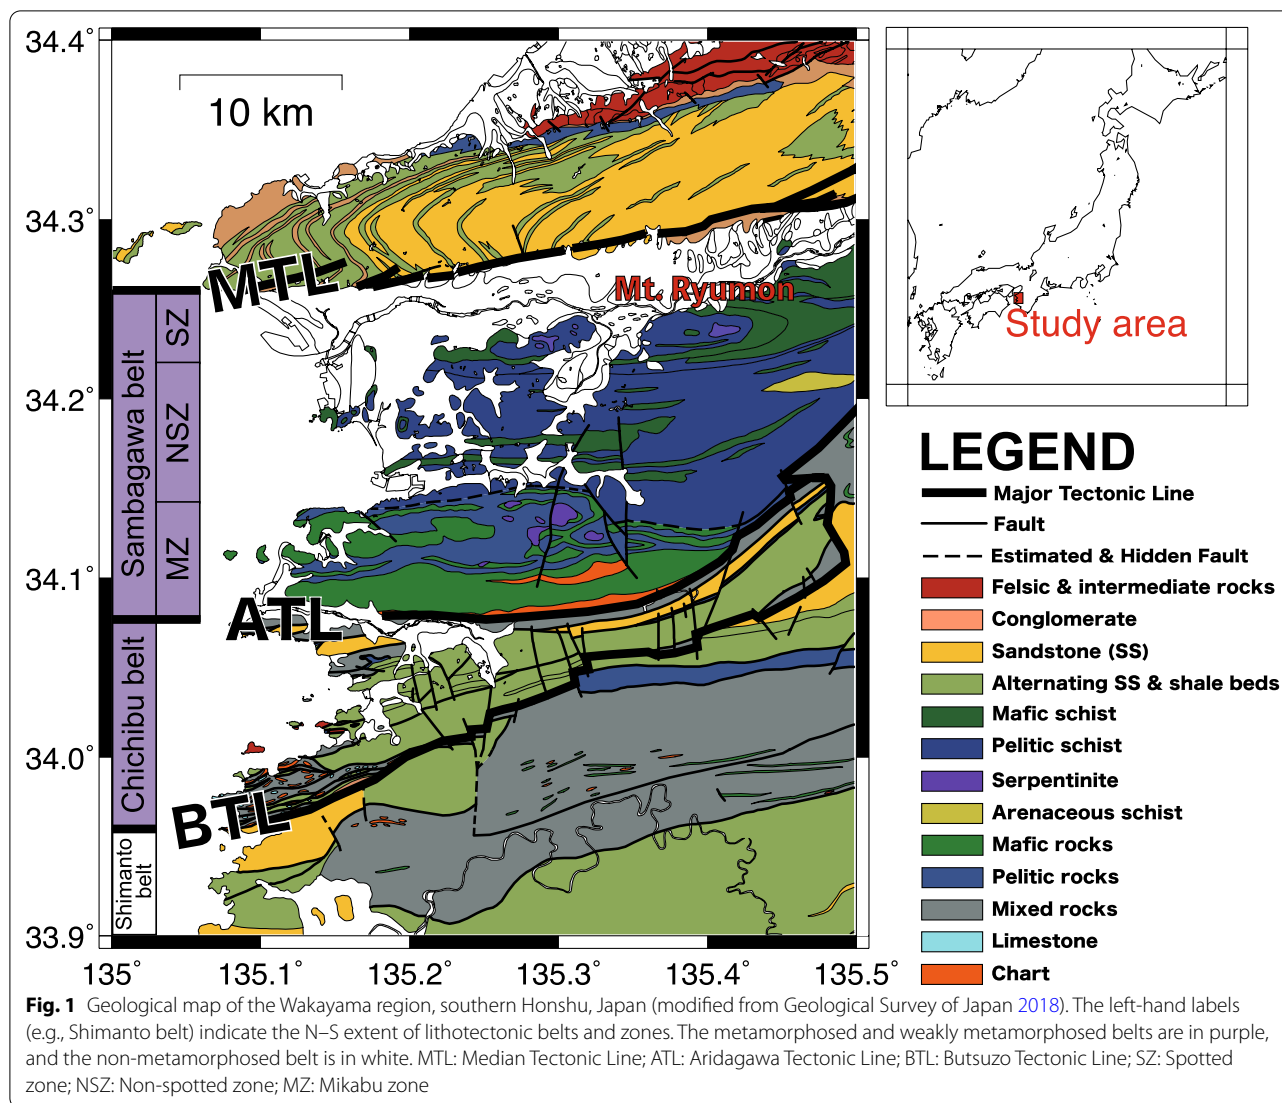 34.4°
10 km
34.3°
MTL
Mt. Ryumon
Study area
Sambagawa belt
SZ
34.2°
NSZ
MZ
34.1°
ATL
Chichibu belt
34.0°
BTL
Shimanto
belt
33.9°
135°
135.1°
135.2°
135.3°
135.4°
135.5°
LEGEND
Major Tectonic Line
Fault
Estimated & Hidden Fault
Felsic & intermediate rocks
Conglomerate
Sandstone (SS)
Alternating SS & shale beds
Mafic schist
Pelitic schist
Serpentinite
Arenaceous schist
Mafic rocks
Pelitic rocks
Mixed rocks
Limestone
Chart
Fig. 1 Geological map of the Wakayama region, southern Honshu, Japan (modified from Geological Survey of Japan 2018). The left-hand labels
(e.g., Shimanto belt) indicate the N–S extent of lithotectonic belts and zones. The metamorphosed and weakly metamorphosed belts are in purple,
and the non-metamorphosed belt is in white. MTL: Median Tectonic Line; ATL: Aridagawa Tectonic Line; BTL: Butsuzo Tectonic Line; SZ: Spotted
zone; NSZ: Non-spotted zone; MZ: Mikabu zone